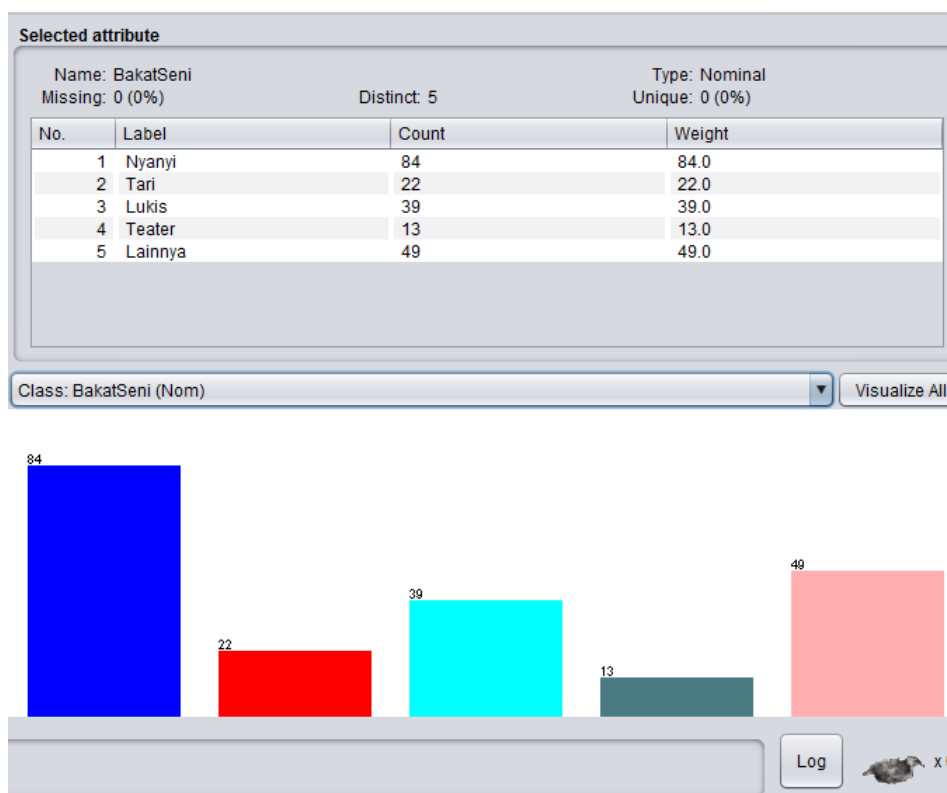 Selected attribute
Name: BakatSeni Type: Nominal
Missing: 0 (0%) Distinct: 5 Unique: 0 (0%)
No. Label Count Weight
1 Nyanyi 84 84.0
2 Tari 22 22.0
3 Lukis 39 39.0
4 Teater 13 13.0
5 Lainnya 49 49.0
Class: BakatSeni (Nom) Visualize All
84
49
39
22
13
Log x